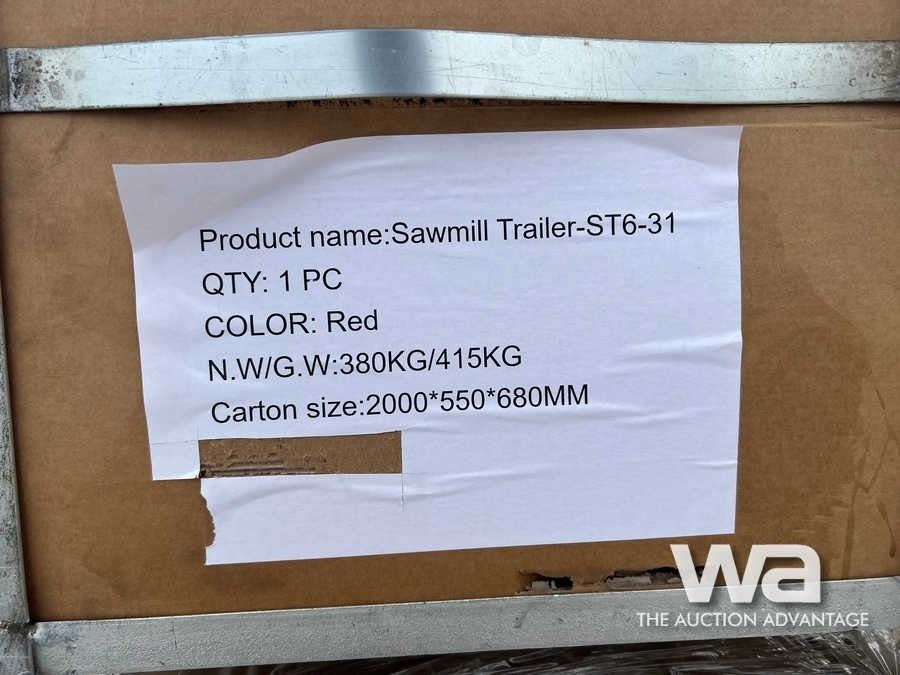 Product name:Sawmill Trailer-ST6-31
QTY: 1 PC
COLOR: Red
N.W/G.W:380KG/415KG
Carton size:2000*550*680MM
wa
THE AUCTION ADVANTAGE